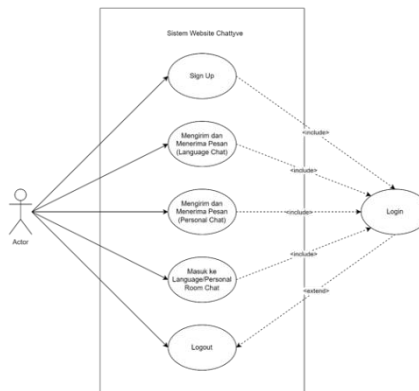 Sistem Website Chattyve
Sign Up
<include>
Mengirim dan
Menerima Pesan
(Language Chat)
<include>
Mengirim dan
Menerima Pesan
(Personal Chat)
<include>
Login
Actor
Masuk ke
Language/Personal
Room Chat
<include>
<extend>
Logout